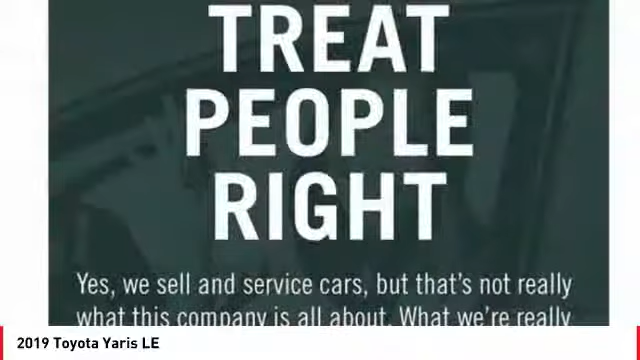 TREAT
PEOPLE
RIGHT
Yes, we sell and service cars, but that's not really
what this company is all about. What we're really
2019 Toyota Yaris LE